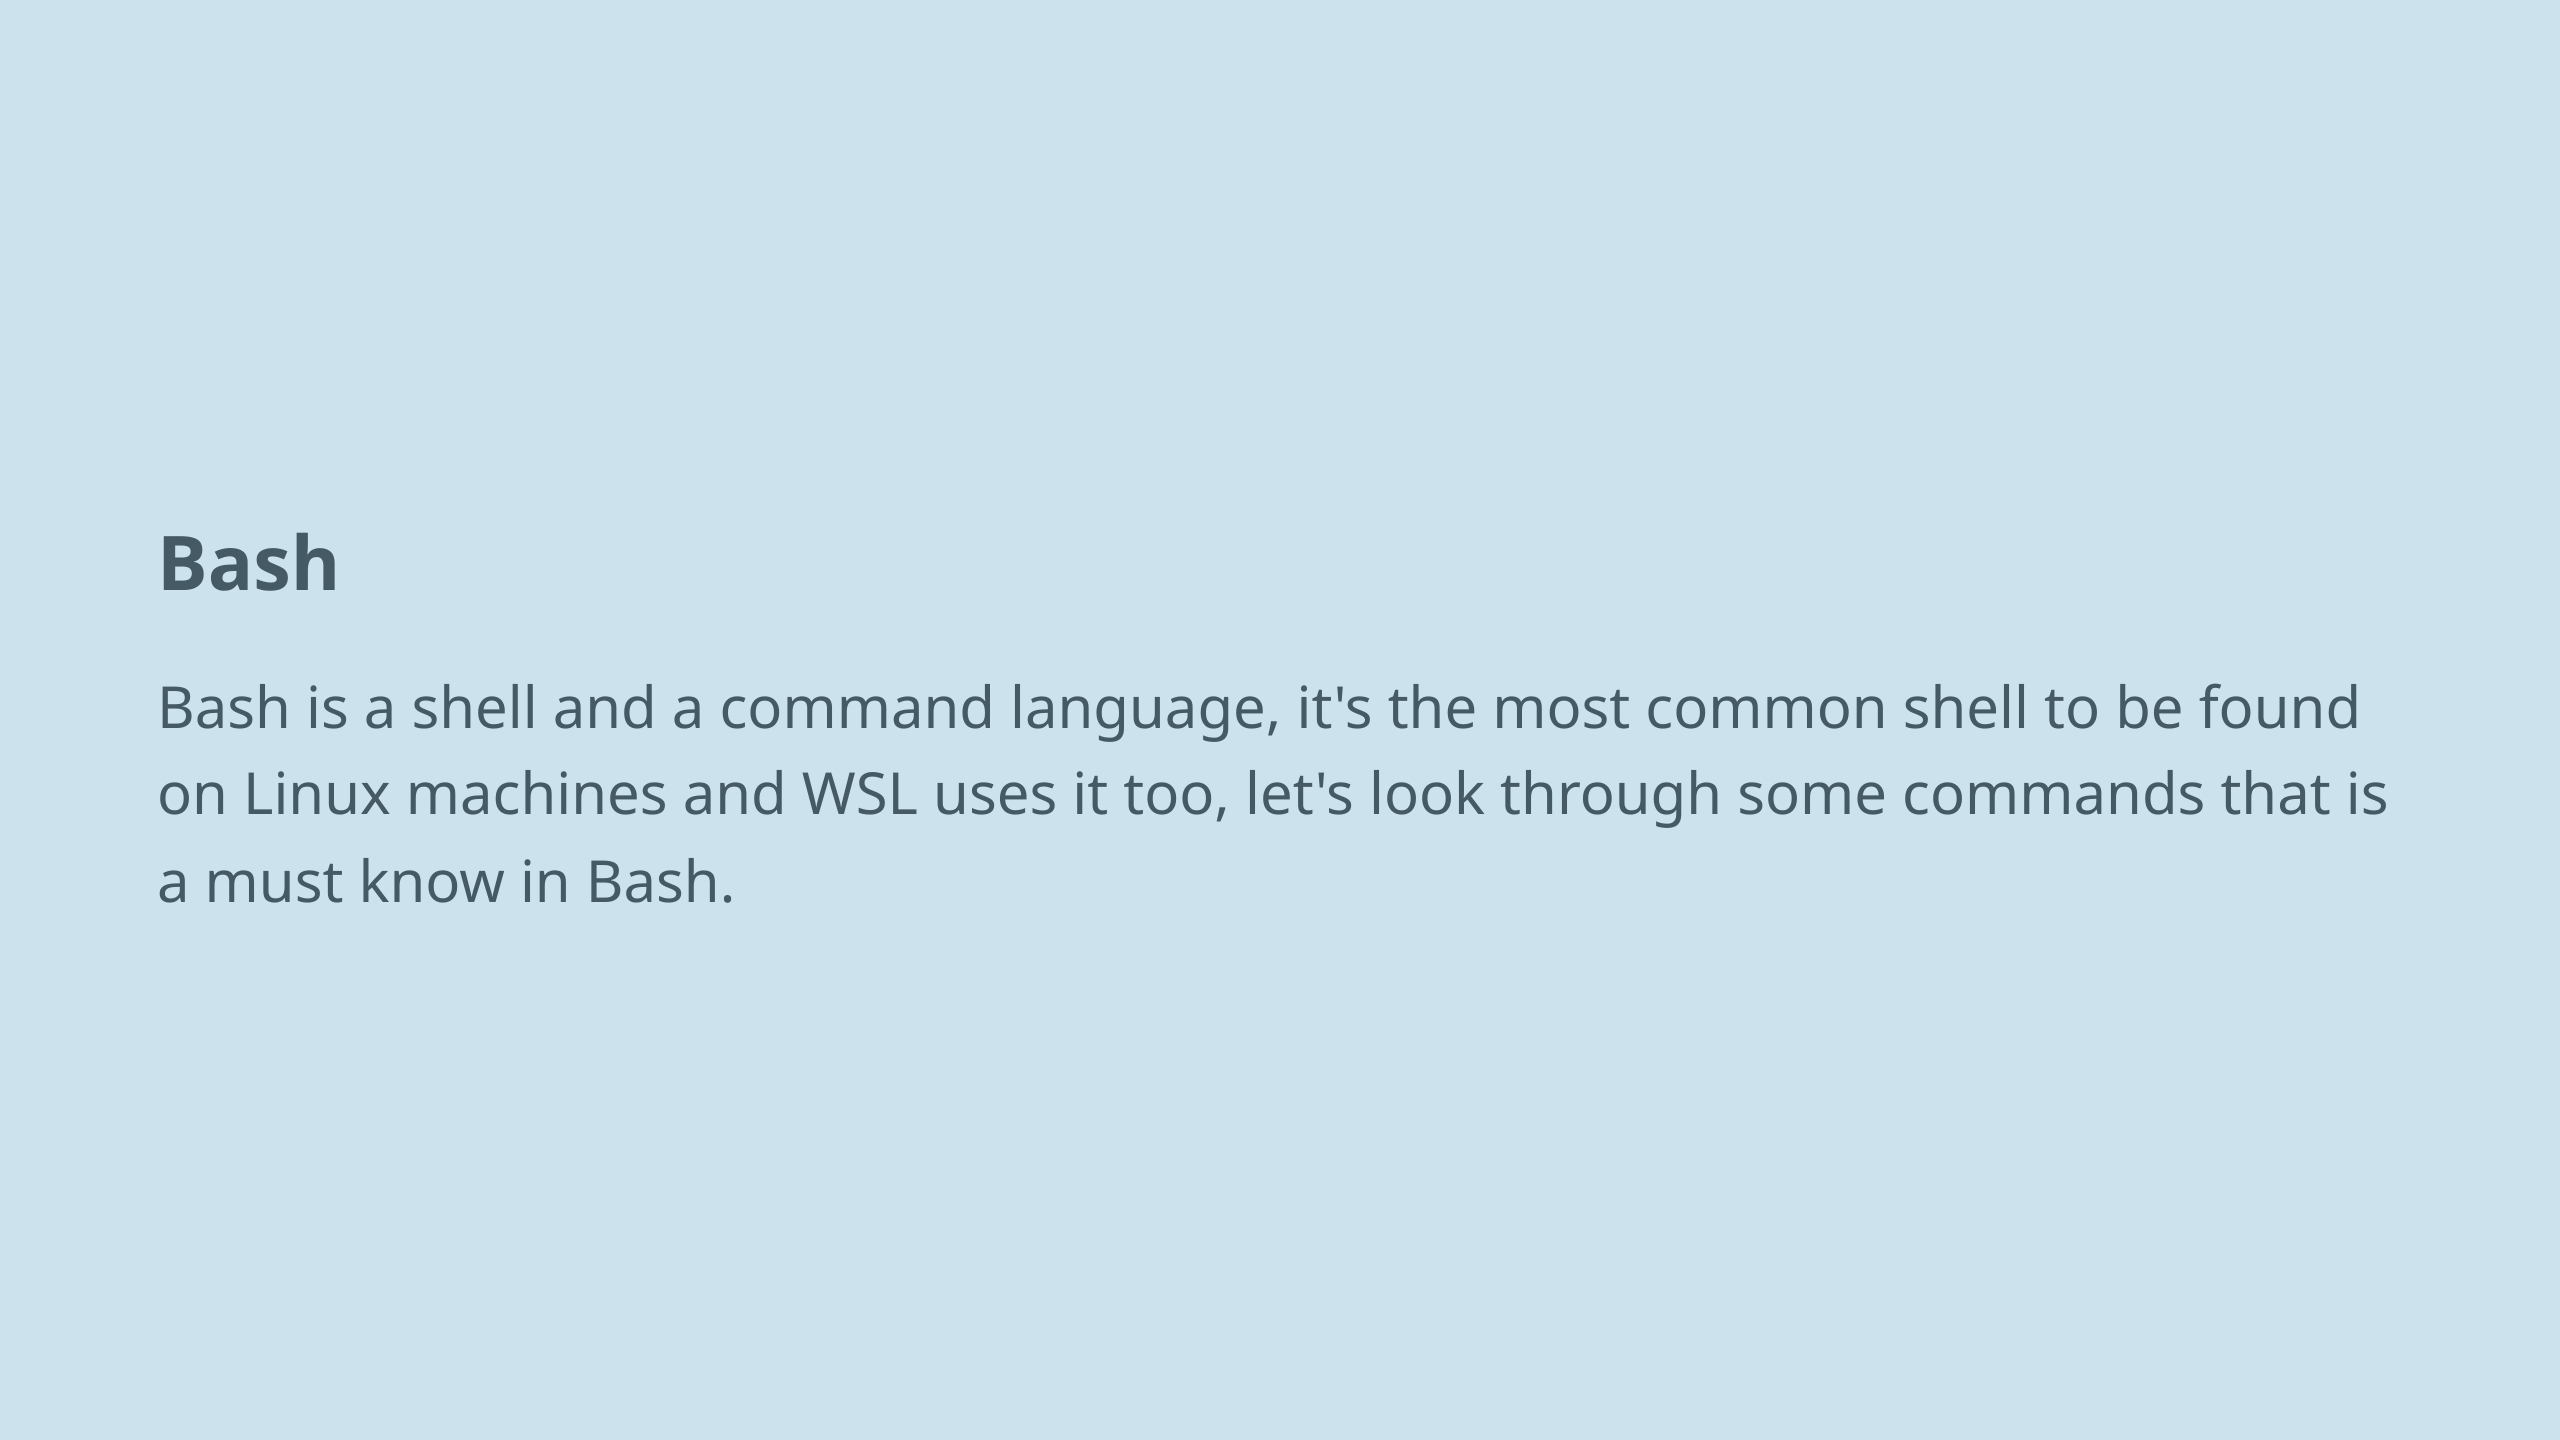 Bash
Bash is a shell and a command language, it's the most common shell to be found
on Linux machines and WSL uses it too, let's look through some commands that is
a must know in Bash.